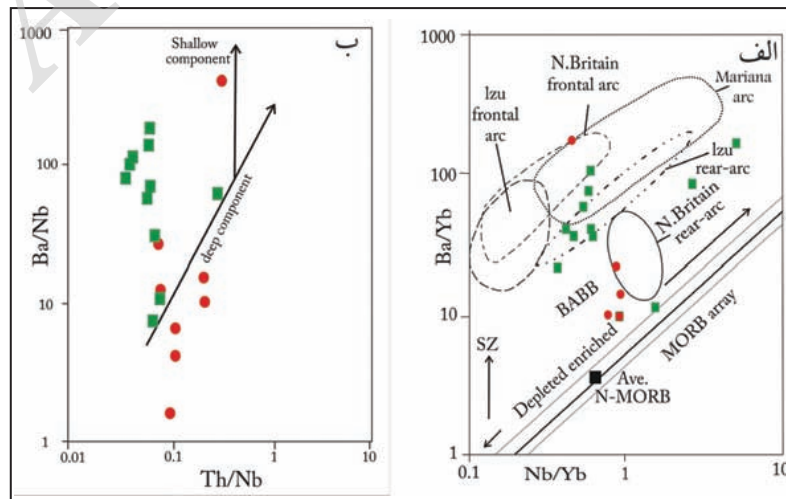 ب
1000
100
10
1
0.01
0.1
1
10
Ba/Nb
Th/Nb
Shallow
component
deep component
الف
1000
100
10
1
0.1
1
10
Ba/Yb
Nb/Yb
N.Britain
frontal arc
Mariana
arc
Izu
frontal
arc
Izu
rear-arc
N.Britain
rear-arc
BABB
SZ
Depleted enriched
MORB array
Ave.
N-MORB
A